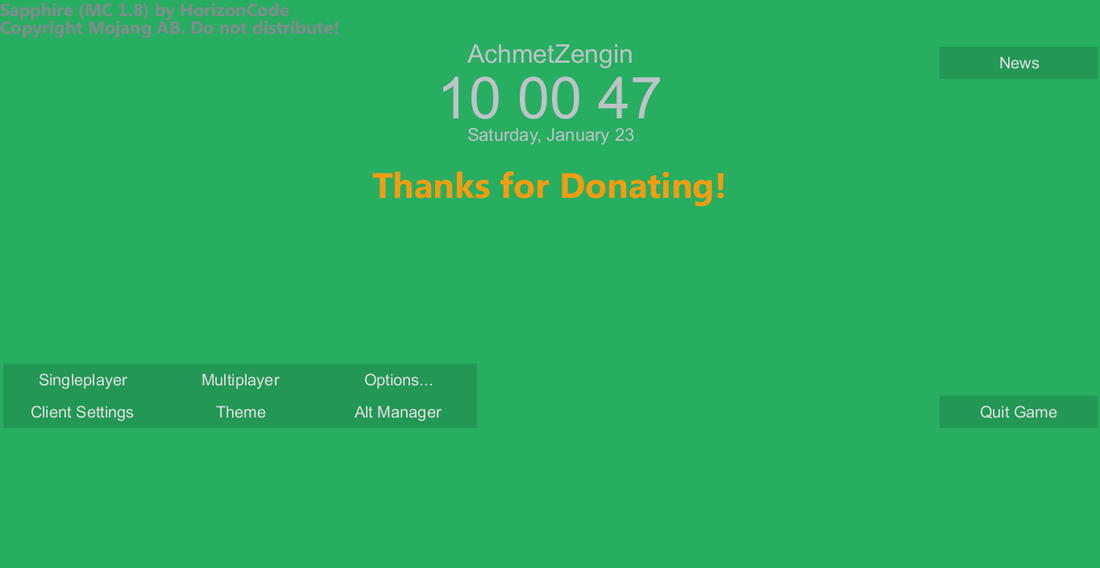 Sapphire (MC 1.8) by HorizonCode
Copyright Mojang AB. Do not distribute!
AchmetZengin
10 00 47
Saturday, January 23
News
Thanks for Donating!
Singleplayer
Multiplayer
Options...
Client Settings
Theme
Alt Manager
Quit Game